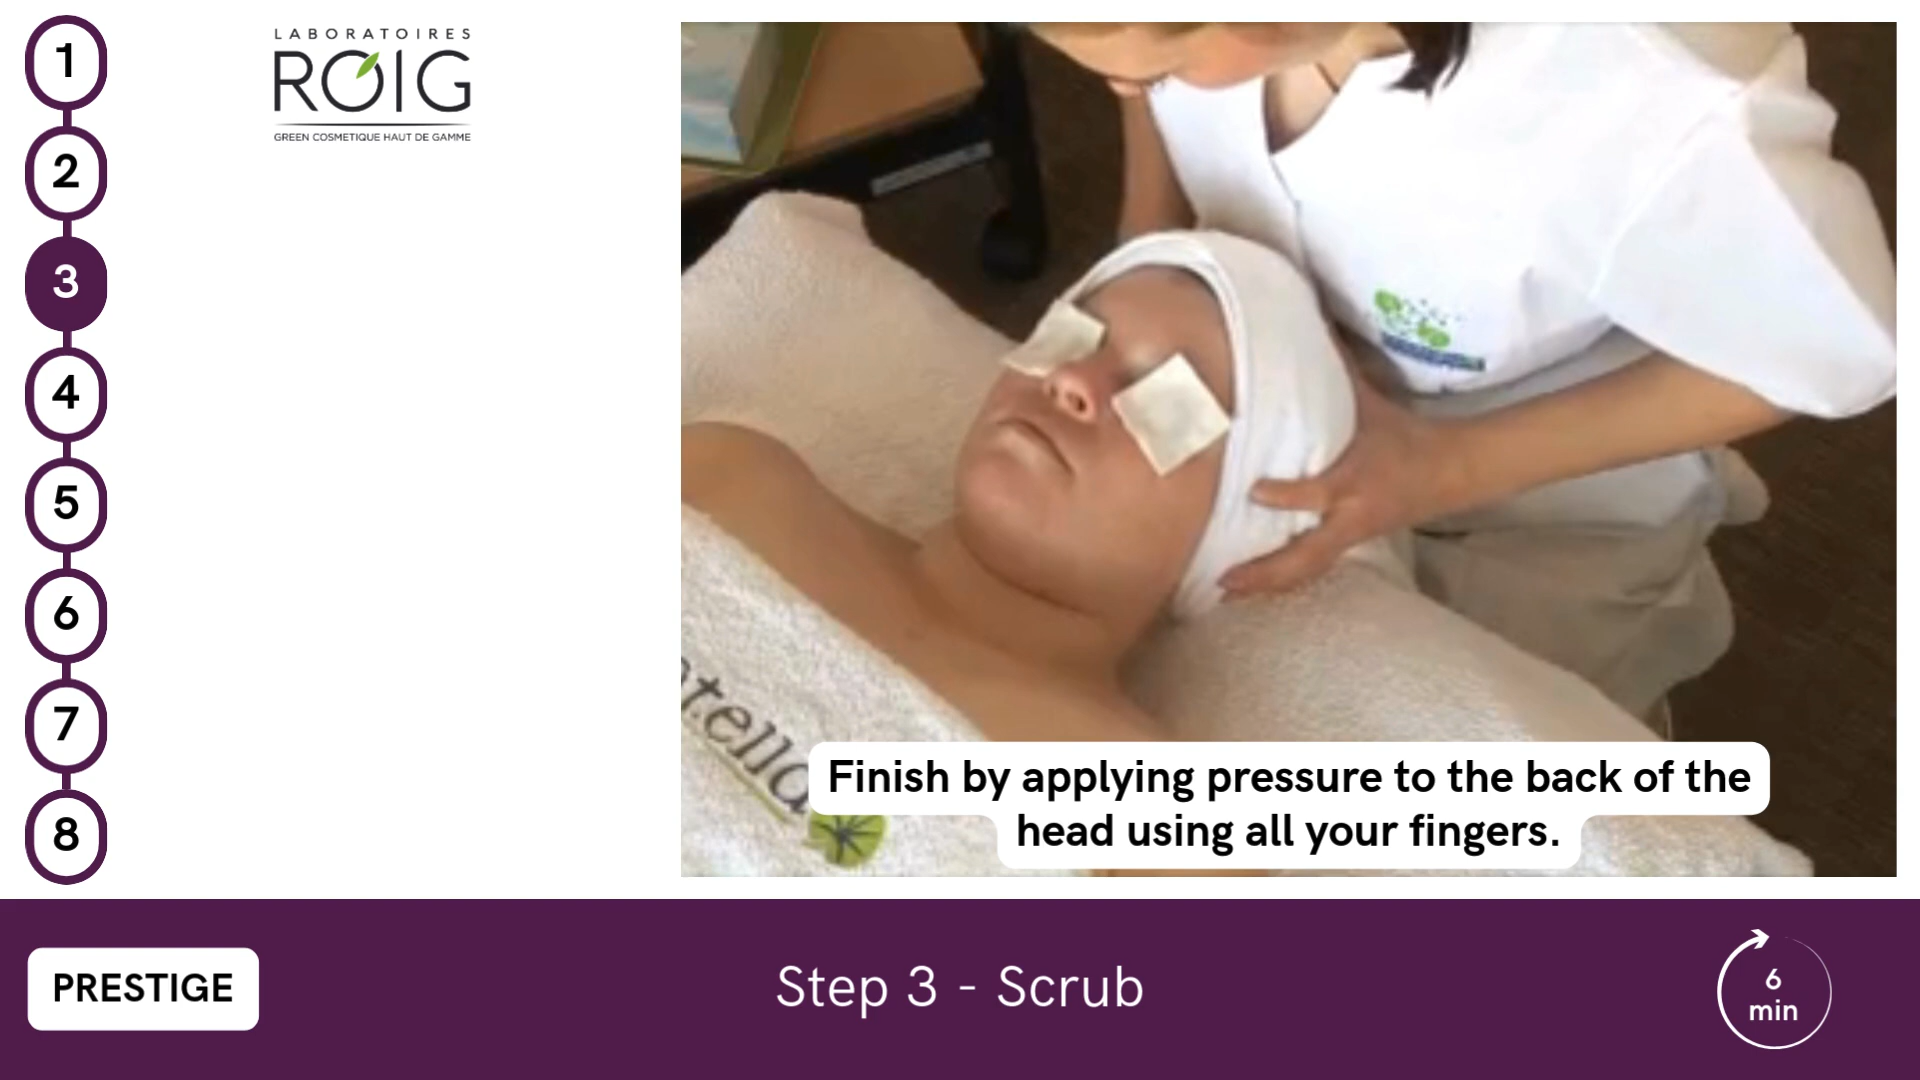 1
2
3
4
5
6
7
8
LABORATOIRES
ROIG
GREEN COSMETIQUE HAUT DE GAMME
Finish by applying pressure to the back of the
head using all your fingers.
PRESTIGE
Step 3 - Scrub
6
min